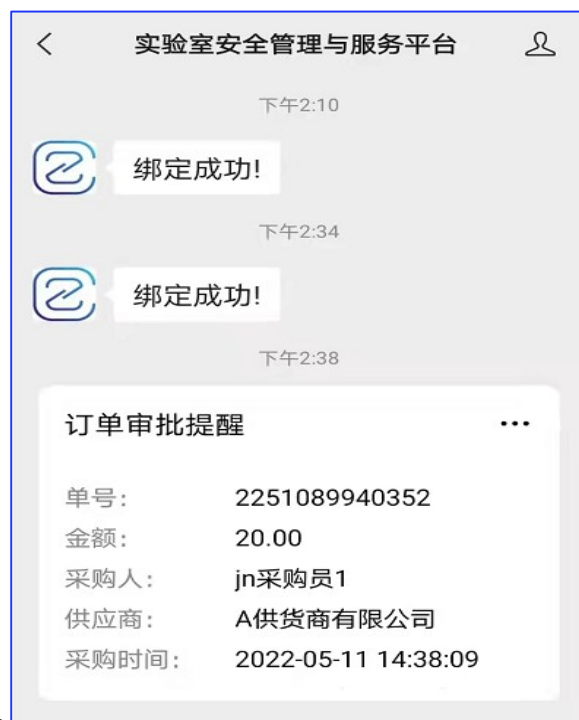 实验室安全管理与服务平台
下午2:10
绑定成功!
下午2:34
绑定成功!
下午2:38
订单审批提醒
单号: 2251089940352
金额: 20.00
采购人: jn采购员1
供应商: A供货商有限公司
采购时间: 2022-05-11 14:38:09